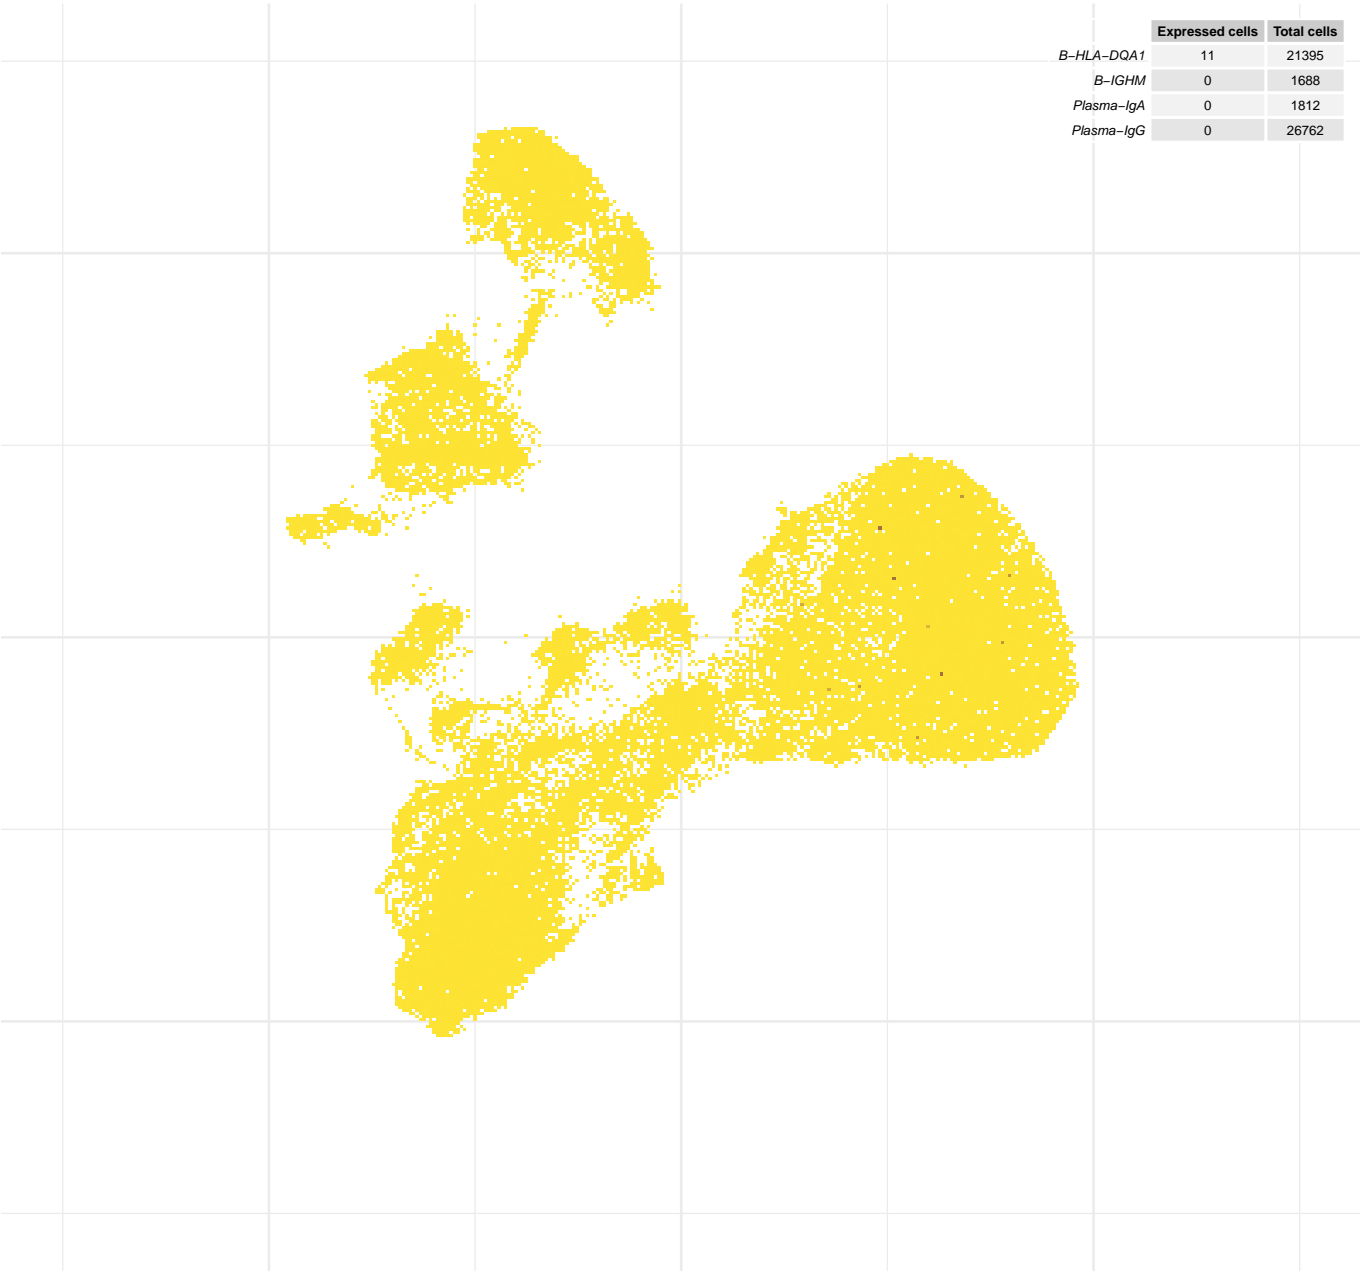 Expressed cells Total cells
B−HLA−DQA1 11 21395
B−IGHM 0 1688
Plasma−IgA 0 1812
Plasma−IgG 0 26762